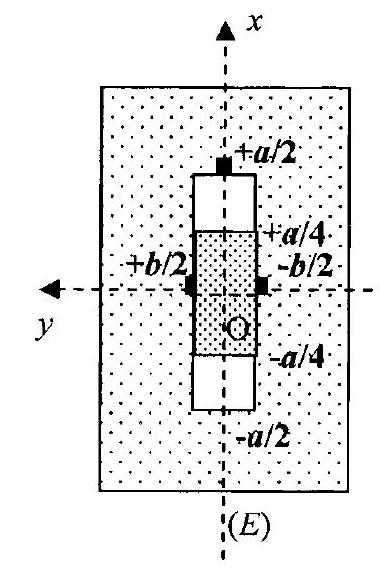 x
+a/2
+a/4
+b/2
-b/2
y
O
-a/4
-a/2
(E)